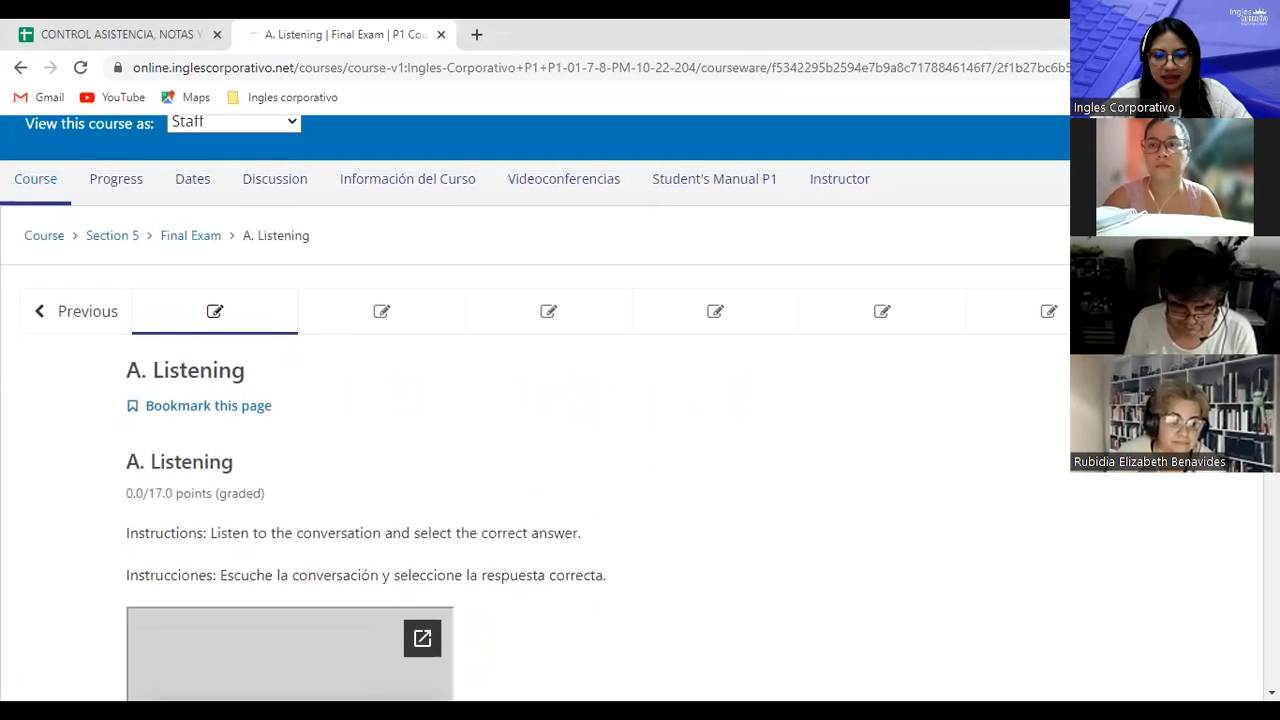 CONTROL ASISTENCIA, NOTAS Y
A. Listening | Final Exam | P1 Cou
online.inglescorporativo.net/courses/course-v1:Ingles-Corporativo+P1+P1-01-7-8-PM-10-22-204/courseware/f5342295b2594e7b9a8c7178846146f7/2f1b27bc6b5
Gmail
YouTube
Maps
Ingles corporativo
View this course as:
Staff
Course
Progress
Dates
Discussion
Información del Curso
Videoconferencias
Student's Manual P1
Instructor
Course > Section 5 > Final Exam > A. Listening
Previous
A. Listening
Bookmark this page
A. Listening
0.0/17.0 points (graded)
Instructions: Listen to the conversation and select the correct answer.
Instrucciones: Escuche la conversación y seleccione la respuesta correcta.
Ingles
Ingles Corporativo
Rubidia Elizabeth Benavides